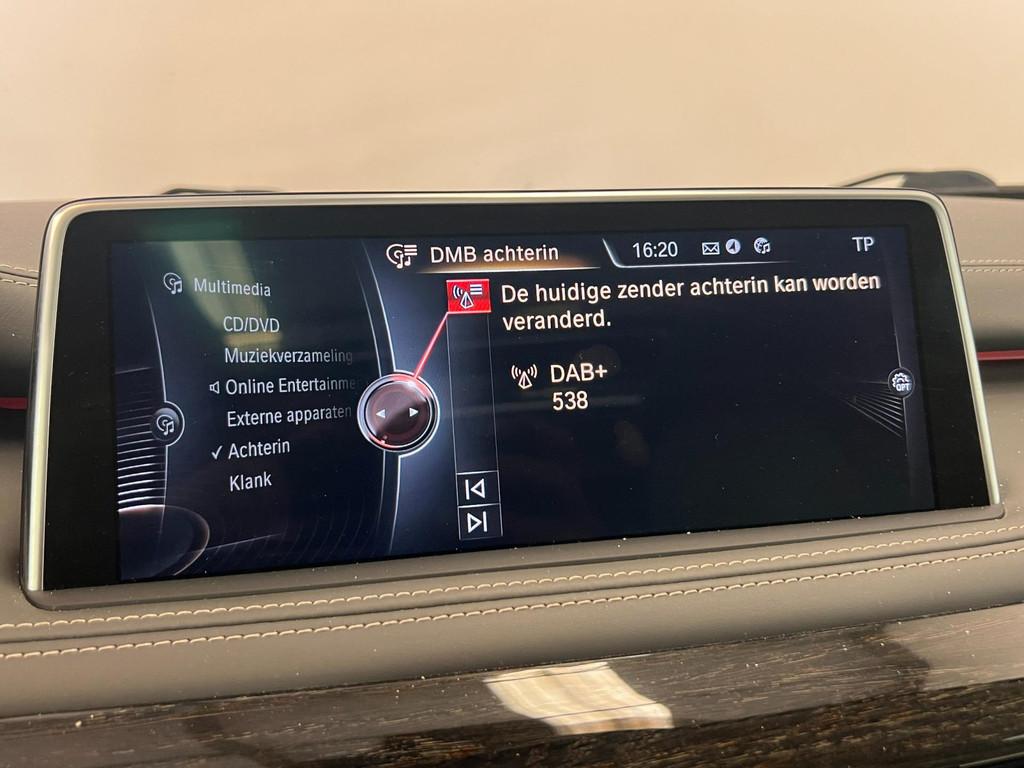 DMB achterin
16:20
TP
Multimedia
CD/DVD
Muziekverzameling
Online Entertainme
Externe apparaten
✓ Achterin
Klank
De huidige zender achterin kan worden
veranderd.
DAB+
538
OPT